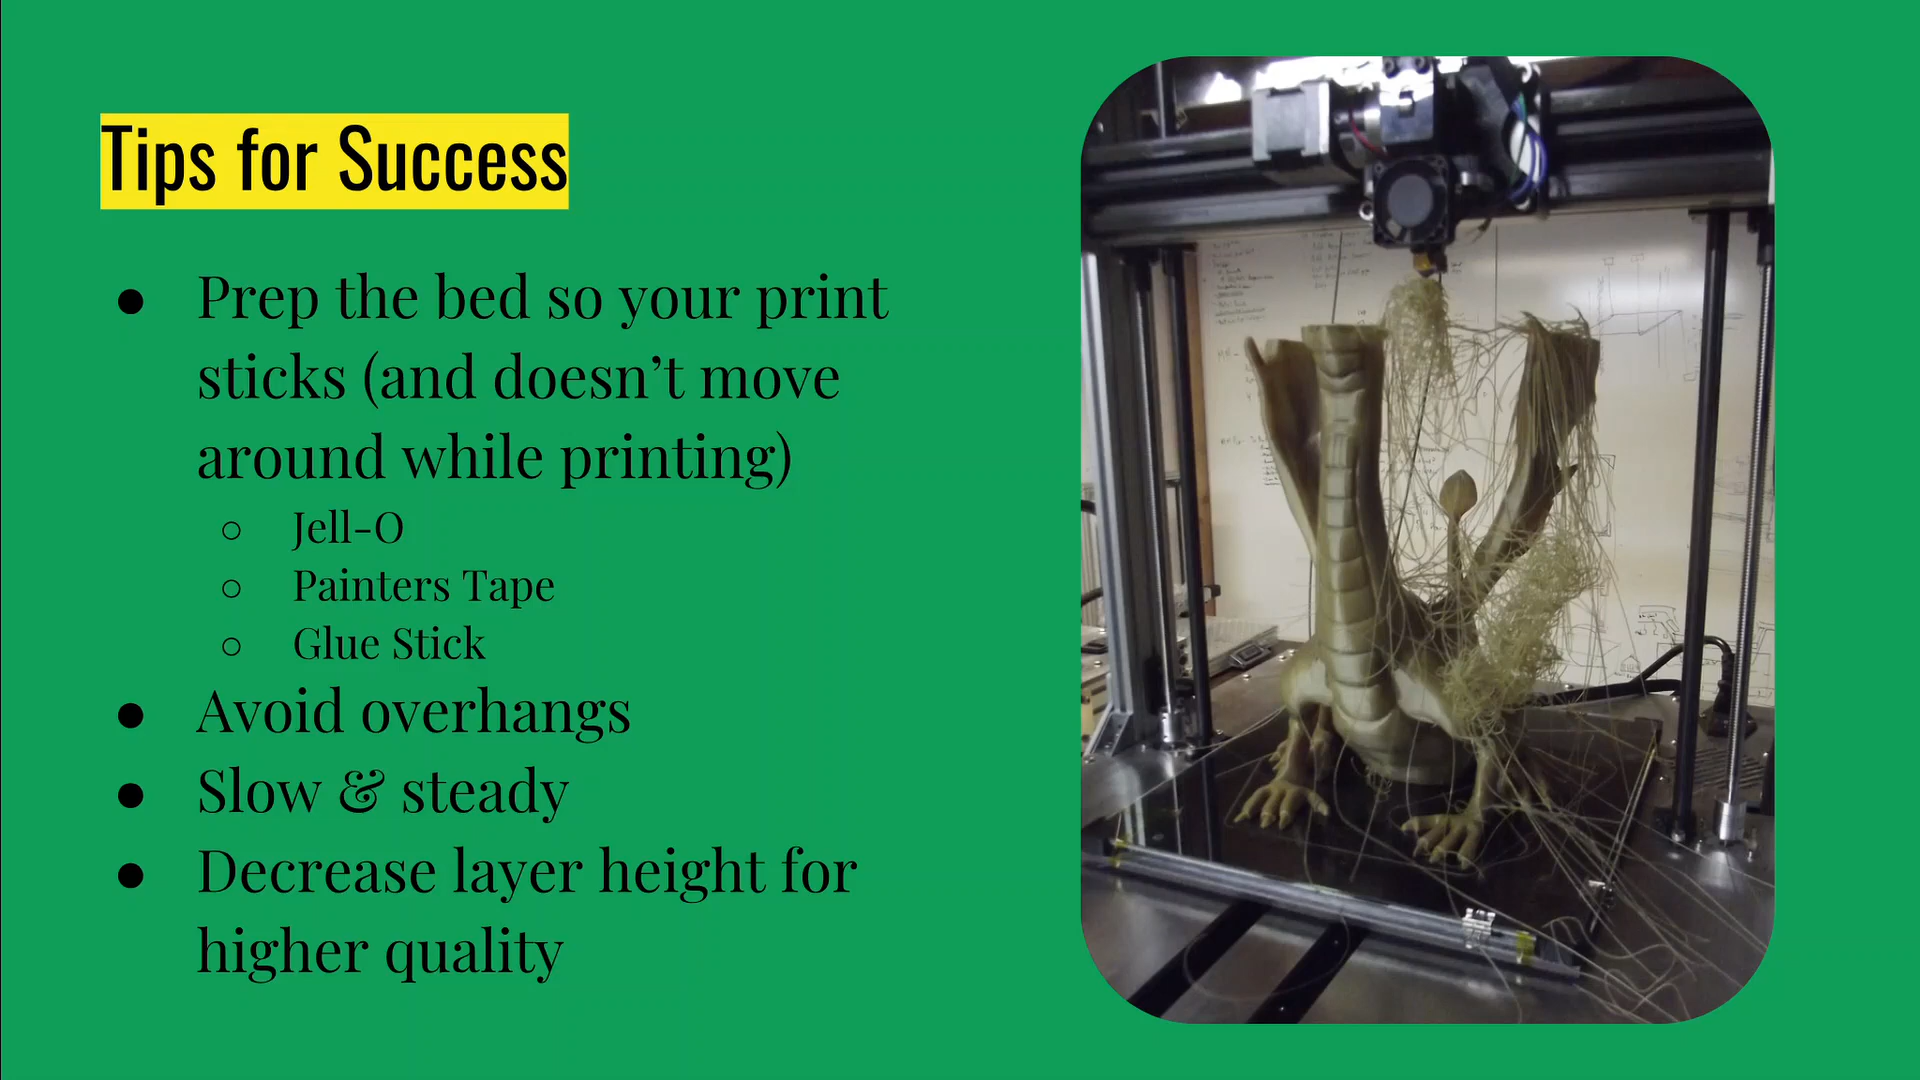 Tips for Success
● Prep the bed so your print
sticks (and doesn’t move
around while printing)
○ Jell-O
○ Painters Tape
○ Glue Stick
● Avoid overhangs
● Slow & steady
● Decrease layer height for
higher quality